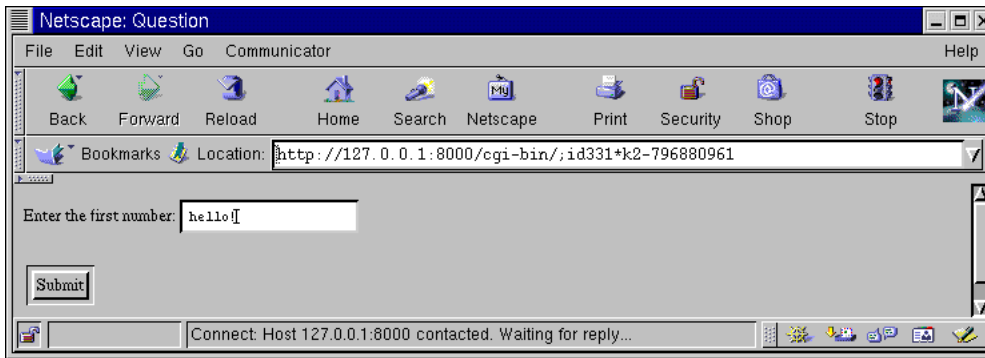 Netscape: Question
File Edit View Go Communicator Help
Back Forward Reload Home Search Netscape Print Security Shop Stop
Bookmarks Location: http://127.0.0.1:8000/cgi-bin/;id331*k2-796880961
Enter the first number: hello!
Submit
Connect: Host 127.0.0.1:8000 contacted. Waiting for reply...